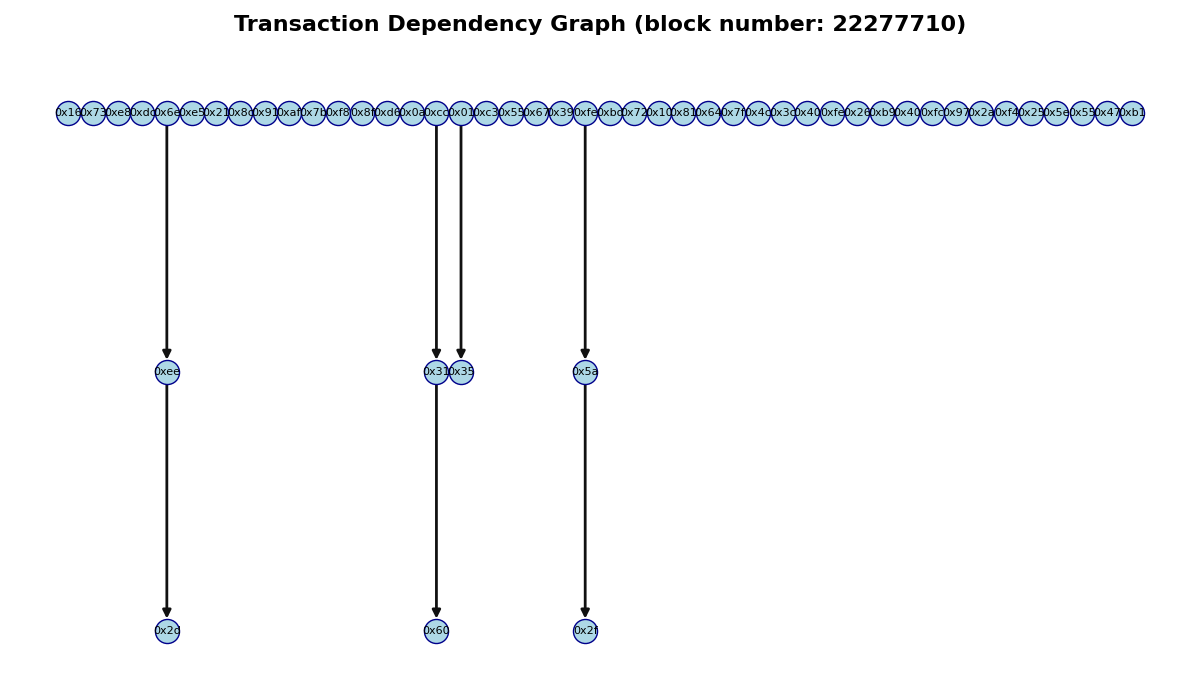 Transaction Dependency Graph (block number: 22277710)
0x16 0x73 0xe8 0xdc 0x6e 0xe5 0x21 0x8c 0x91 0xaf 0x7b 0xf8 0x8f 0xd6 0x0a 0xcc 0x01 0xc3 0x55 0x67 0x39 0xfe 0xbd 0x72 0x10 0x81 0x64 0x7f 0x4c 0x3c 0x40 0xfe 0x26 0xb9 0x40 0xfc 0x97 0x2a 0xf4 0x25 0x5e 0x55 0x47 0xb1
0xee 0x31 0x35 0x5a
0x2d 0x60 0x2f